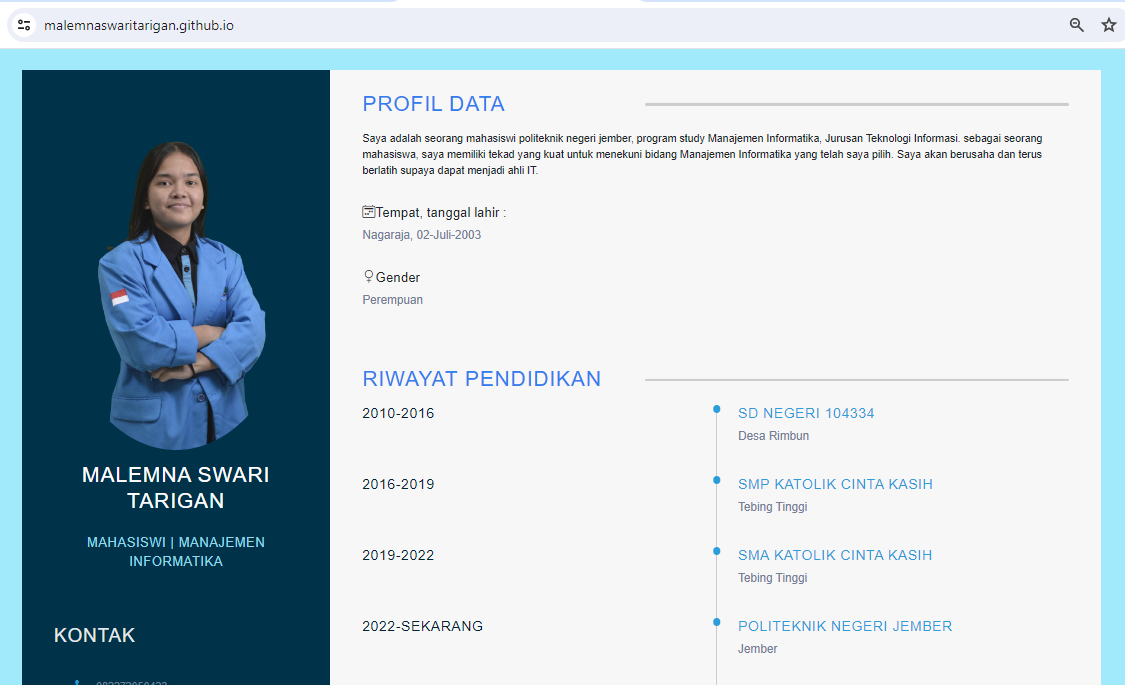 malemnaswaritarigan.github.io
MALEMNA SWARI
TARIGAN
MAHASISWI | MANAJEMEN
INFORMATIKA
KONTAK
PROFIL DATA
Saya adalah seorang mahasiswi politeknik negeri jember, program study Manajemen Informatika, Jurusan Teknologi Informasi. sebagai seorang
mahasiswa, saya memiliki tekad yang kuat untuk menekuni bidang Manajemen Informatika yang telah saya pilih. Saya akan berusaha dan terus
berlatih supaya dapat menjadi ahli IT.
Tempat, tanggal lahir :
Nagaraja, 02-Juli-2003
Gender
Perempuan
RIWAYAT PENDIDIKAN
2010-2016
SD NEGERI 104334
Desa Rimbun
2016-2019
SMP KATOLIK CINTA KASIH
Tebing Tinggi
2019-2022
SMA KATOLIK CINTA KASIH
Tebing Tinggi
2022-SEKARANG
POLITEKNIK NEGERI JEMBER
Jember